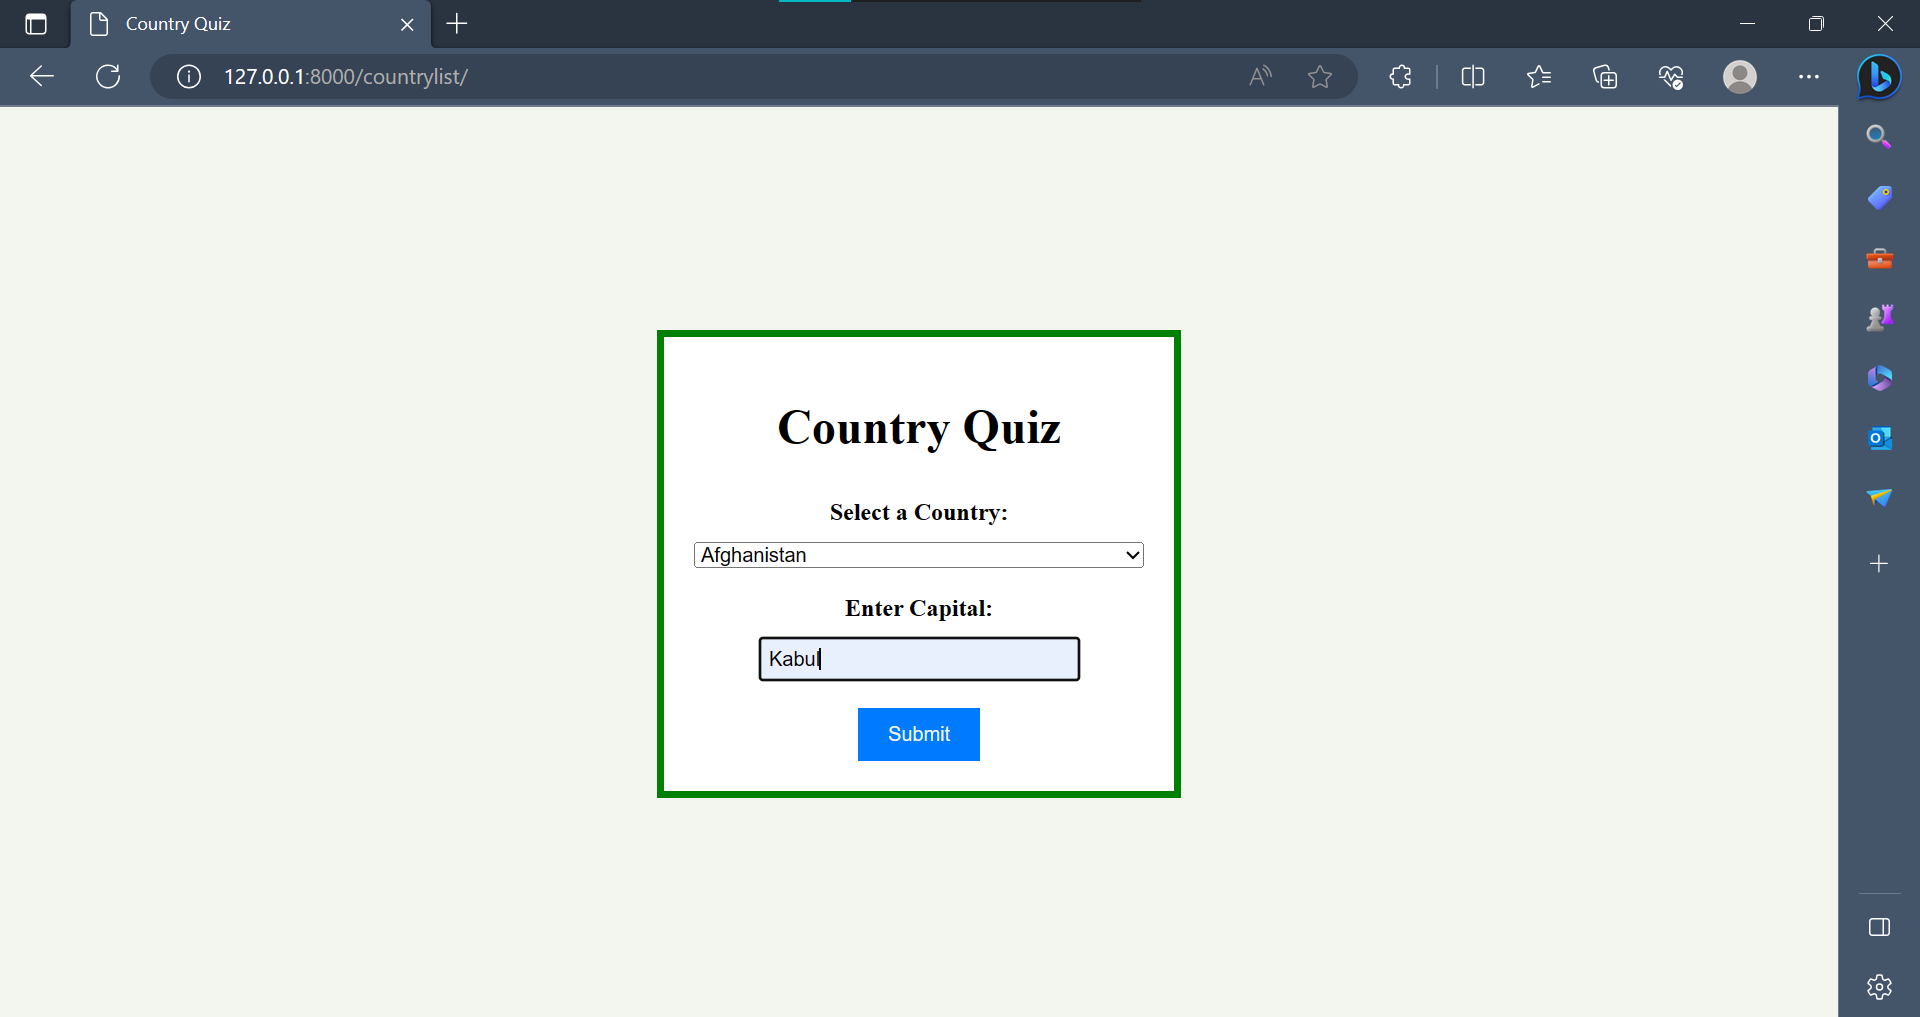 Country Quiz
127.0.0.1:8000/countrylist/
Country Quiz
Select a Country:
Afghanistan
Enter Capital:
Kabul
Submit